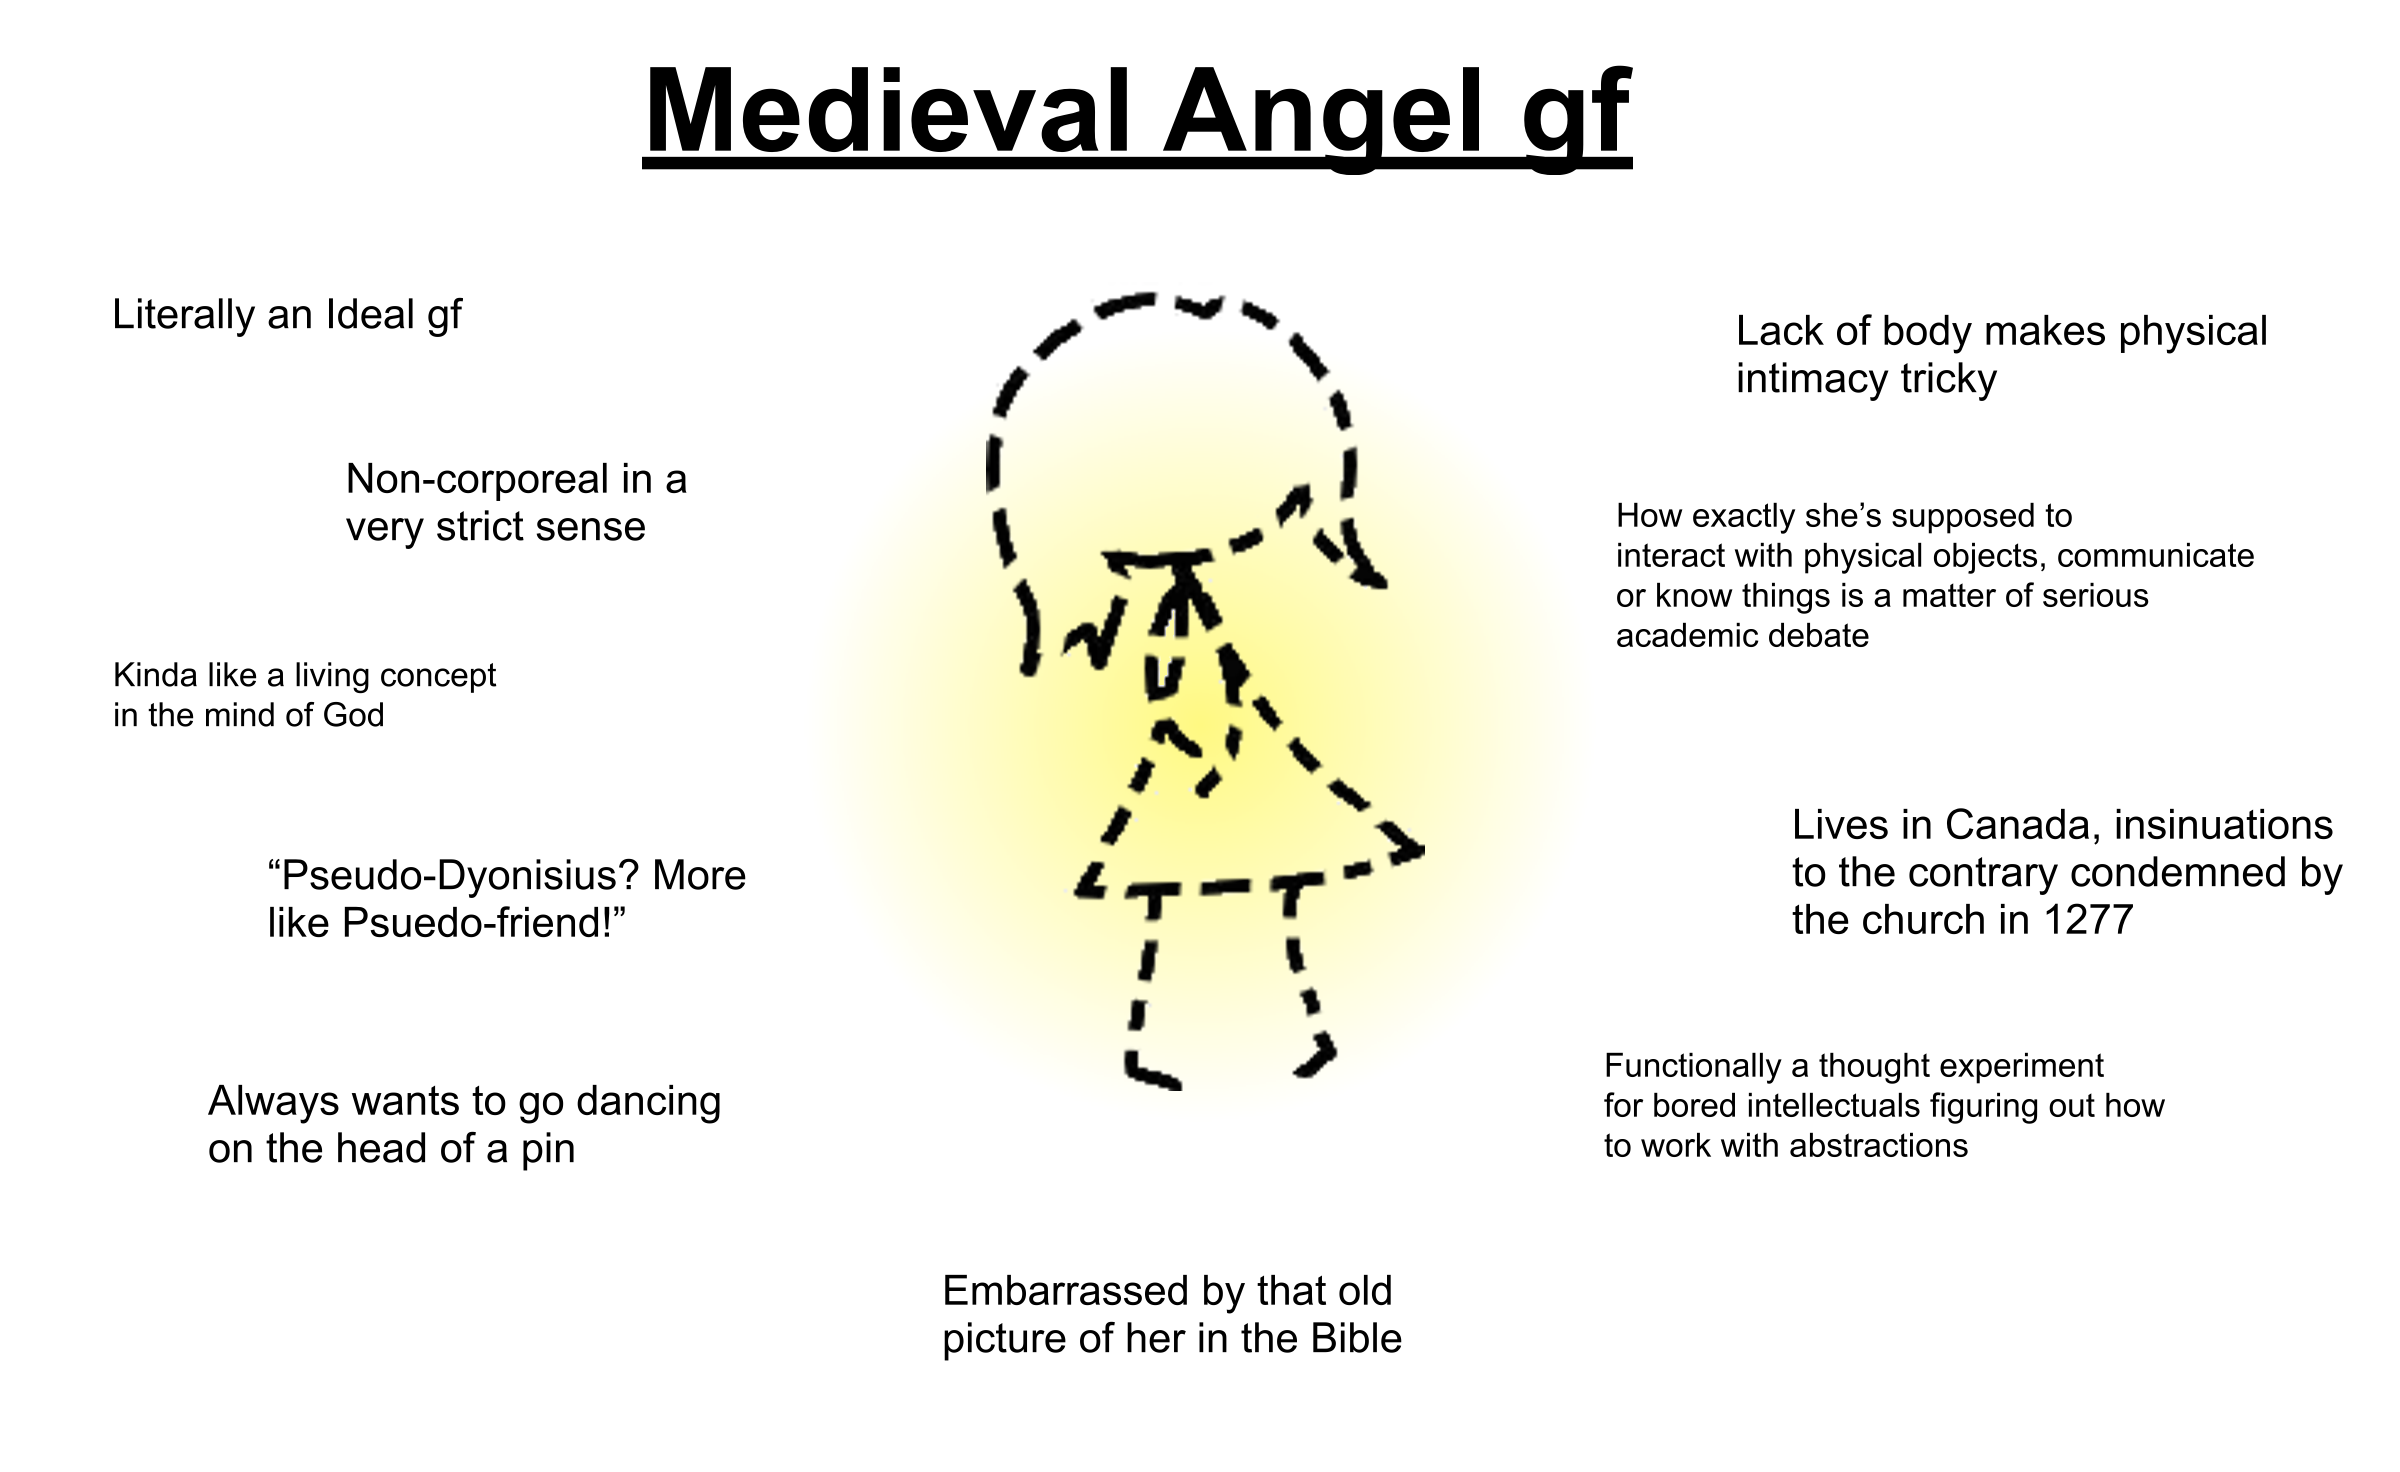 Medieval Angel gf
Literally an Ideal gf
Non-corporeal in a
very strict sense
Kinda like a living concept
in the mind of God
“Pseudo-Dyonisius? More
like Psuedo-friend!”
Always wants to go dancing
on the head of a pin
Lack of body makes physical
intimacy tricky
How exactly she’s supposed to
interact with physical objects, communicate
or know things is a matter of serious
academic debate
Lives in Canada, insinuations
to the contrary condemned by
the church in 1277
Functionally a thought experiment
for bored intellectuals figuring out how
to work with abstractions
Embarrassed by that old
picture of her in the Bible